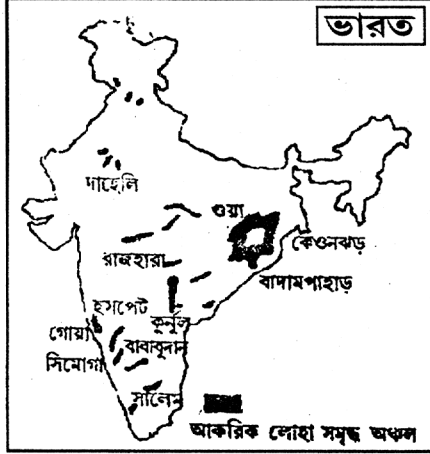 ভারত
দাহেলি
গুয়া
কেওনঝড়
রাজহারা
বাদামপাহাড়
হসপেট
কুর্নুল
গোয়া
বাবাবুদান
সিমোগা
সালেম
আকরিক লোহা সমৃদ্ধ অঞ্চল